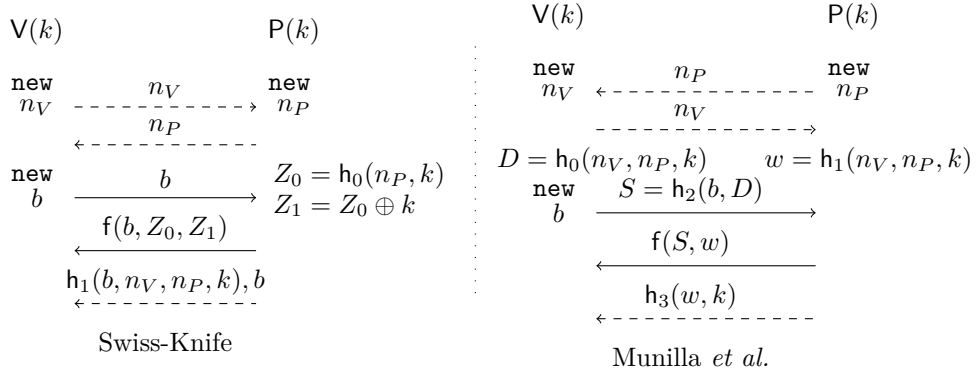 V(k) P(k)
new new
n_V n_V n_P
n_P
new b Z_0 = h_0(n_P, k)
b Z_1 = Z_0 ⊕ k
f(b, Z_0, Z_1)
h_1(b, n_V, n_P, k), b
Swiss-Knife
V(k) P(k)
new n_P new
n_V n_P
n_V
D = h_0(n_V, n_P, k) w = h_1(n_V, n_P, k)
new S = h_2(b, D)
b
f(S, w)
h_3(w, k)
Munilla et al.